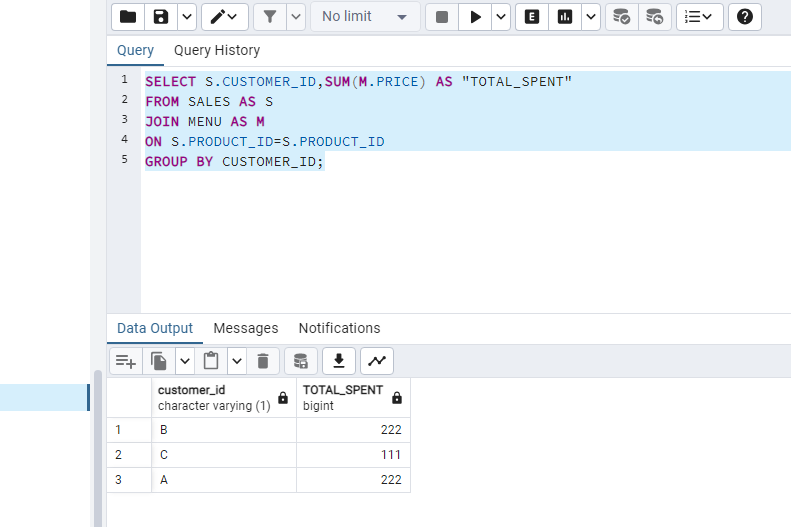 No limit
E
Query Query History
1 SELECT S.CUSTOMER_ID,SUM(M.PRICE) AS "TOTAL_SPENT"
2 FROM SALES AS S
3 JOIN MENU AS M
4 ON S.PRODUCT_ID=S.PRODUCT_ID
5 GROUP BY CUSTOMER_ID;
Data Output Messages Notifications
customer_id TOTAL_SPENT
character varying (1) bigint
1 B 222
2 C 111
3 A 222